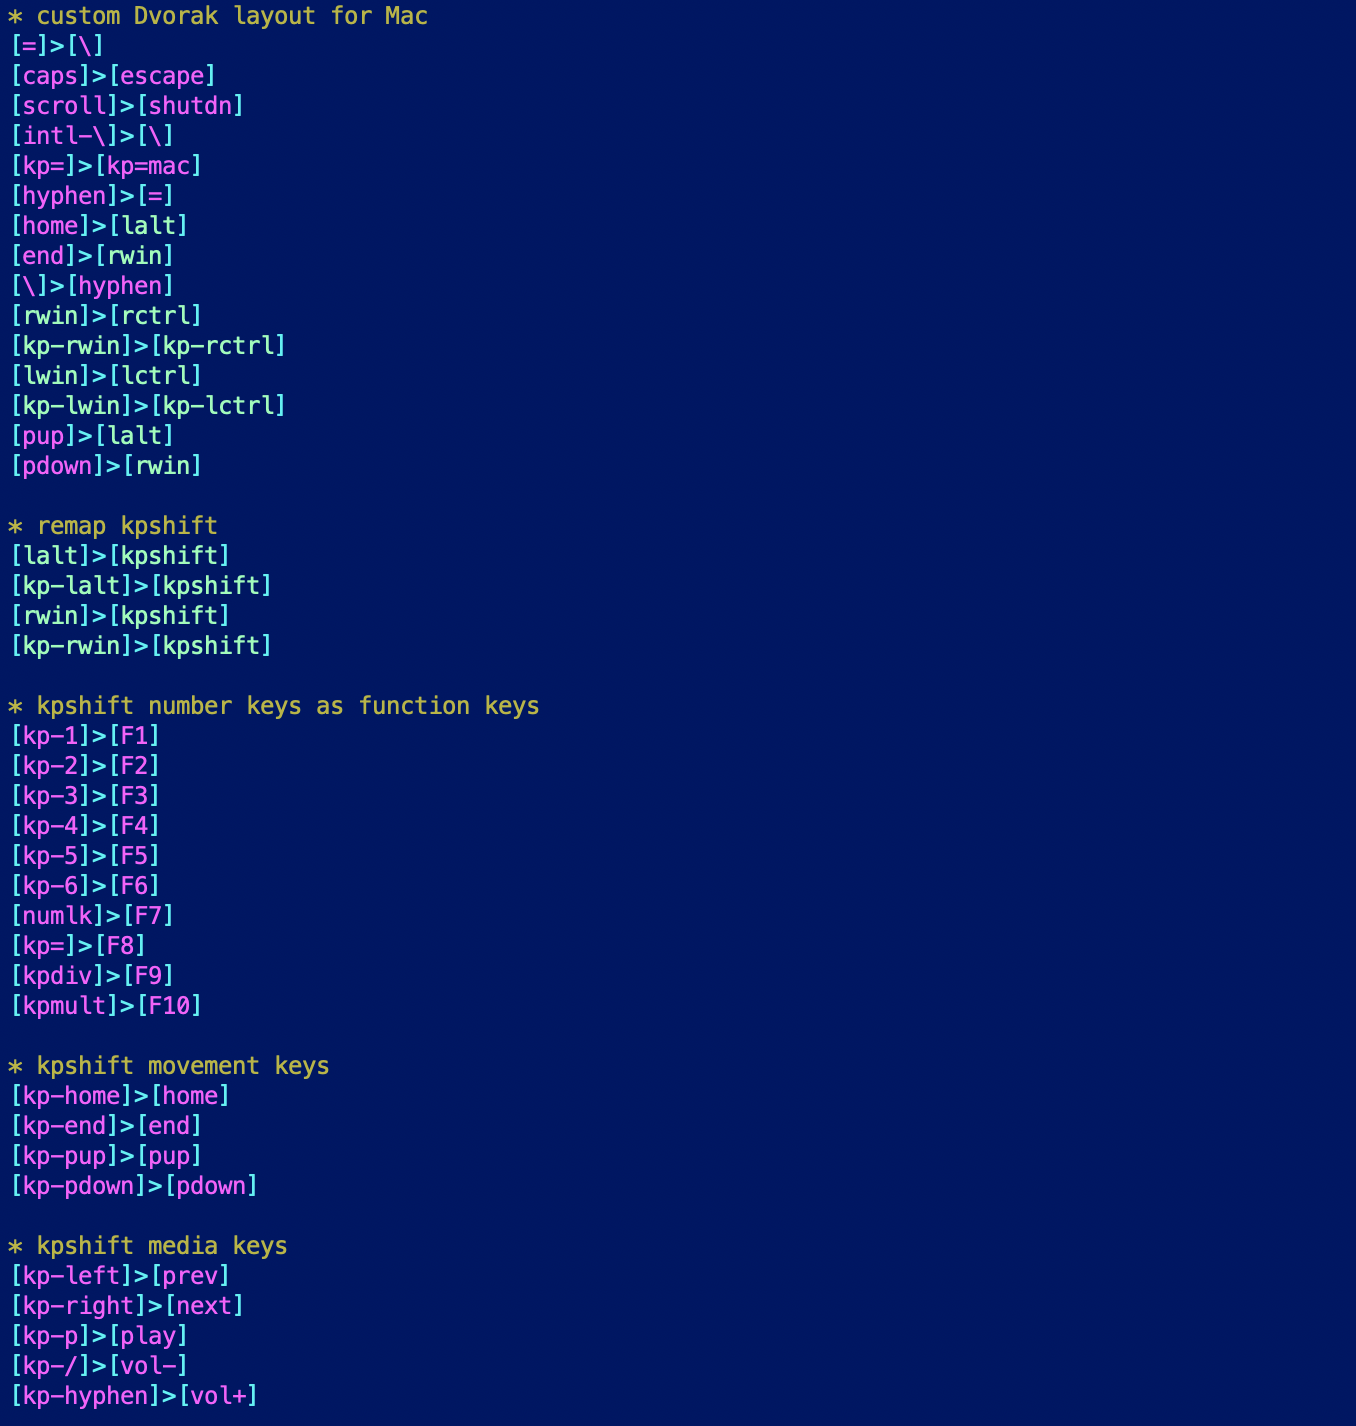 * custom Dvorak layout for Mac
[=]>[\]
[caps]>[escape]
[scroll]>[shutdn]
[intl-\]>[\]
[kp=]>[kp=mac]
[hyphen]>[=]
[home]>[lalt]
[end]>[rwin]
[\]>[hyphen]
[rwin]>[rctrl]
[kp-rwin]>[kp-rctrl]
[lwin]>[lctrl]
[kp-lwin]>[kp-lctrl]
[pup]>[lalt]
[pdown]>[rwin]

* remap kpshift
[lalt]>[kpshift]
[kp-lalt]>[kpshift]
[rwin]>[kpshift]
[kp-rwin]>[kpshift]

* kpshift number keys as function keys
[kp-1]>[F1]
[kp-2]>[F2]
[kp-3]>[F3]
[kp-4]>[F4]
[kp-5]>[F5]
[kp-6]>[F6]
[numlk]>[F7]
[kp=]>[F8]
[kpdiv]>[F9]
[kpmult]>[F10]

* kpshift movement keys
[kp-home]>[home]
[kp-end]>[end]
[kp-pup]>[pup]
[kp-pdown]>[pdown]

* kpshift media keys
[kp-left]>[prev]
[kp-right]>[next]
[kp-p]>[play]
[kp-/]>[vol-]
[kp-hyphen]>[vol+]